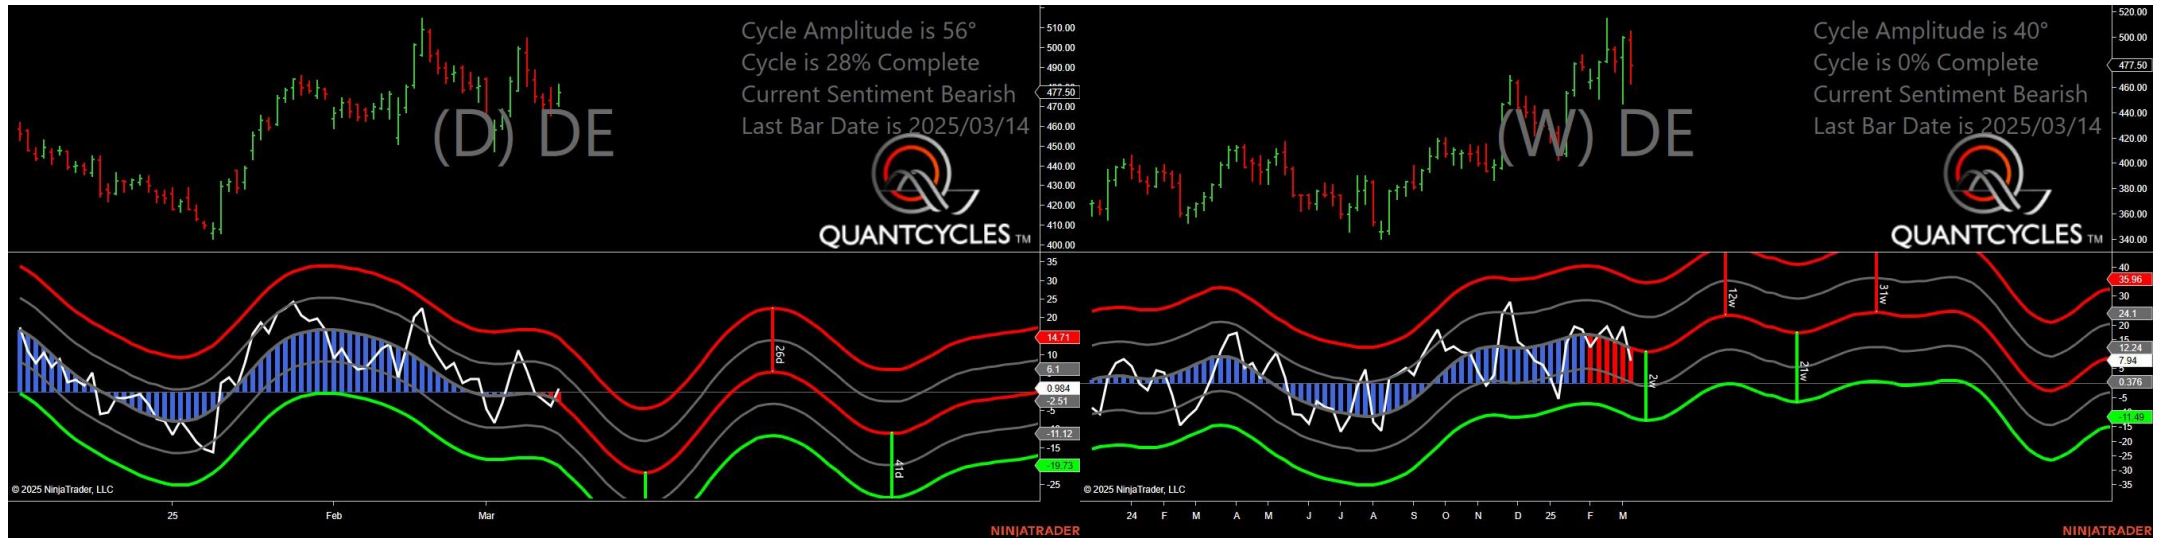 Cycle Amplitude is 56°
Cycle is 28% Complete
Current Sentiment Bearish
Last Bar Date is 2025/03/14
(D) DE
QUANTCYCLES TM
510.00
500.00
490.00
477.50
470.00
460.00
450.00
440.00
430.00
420.00
410.00
400.00
35
30
25
20
14.71
10
6.1
0.984
-2.51
-5
-11.12
-15
-19.73
-25
26d
41d
© 2025 NinjaTrader, LLC
25 Feb Mar
NINJATRADER
Cycle Amplitude is 40°
Cycle is 0% Complete
Current Sentiment Bearish
Last Bar Date is 2025/03/14
(W) DE
QUANTCYCLES TM
520.00
500.00
477.50
460.00
440.00
420.00
400.00
380.00
360.00
340.00
40
35.96
30
24.1
20
15
12.24
7.94
0.376
-5
-11.49
-15
-20
-25
-30
-35
2w
12w
21w
31w
© 2025 NinjaTrader, LLC
24 F M A M J J A S O N D 25 F M
NINJATRADER